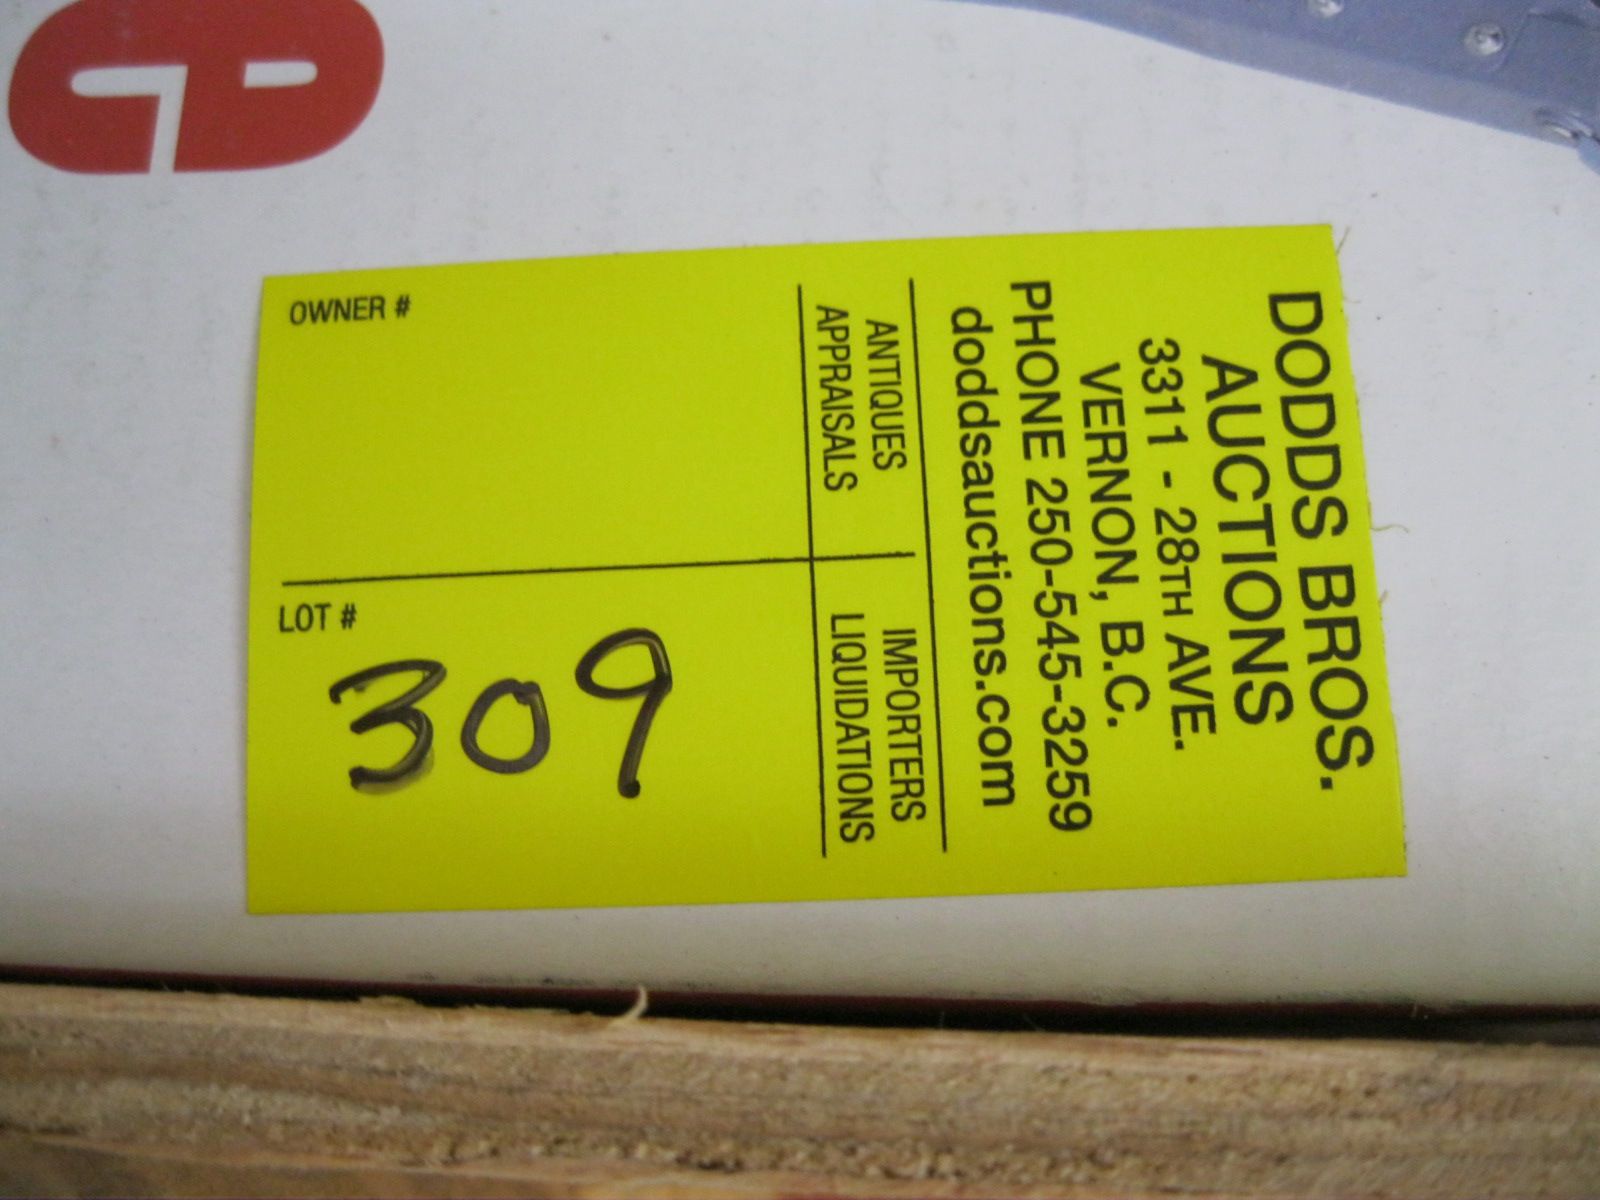 DODDS BROS.
AUCTIONS
3311 - 28TH AVE.
VERNON, B.C.
PHONE 250-545-3259
doddsauctions.com
ANTIQUES IMPORTERS
APPRAISALS LIQUIDATIONS
OWNER #
LOT #
309